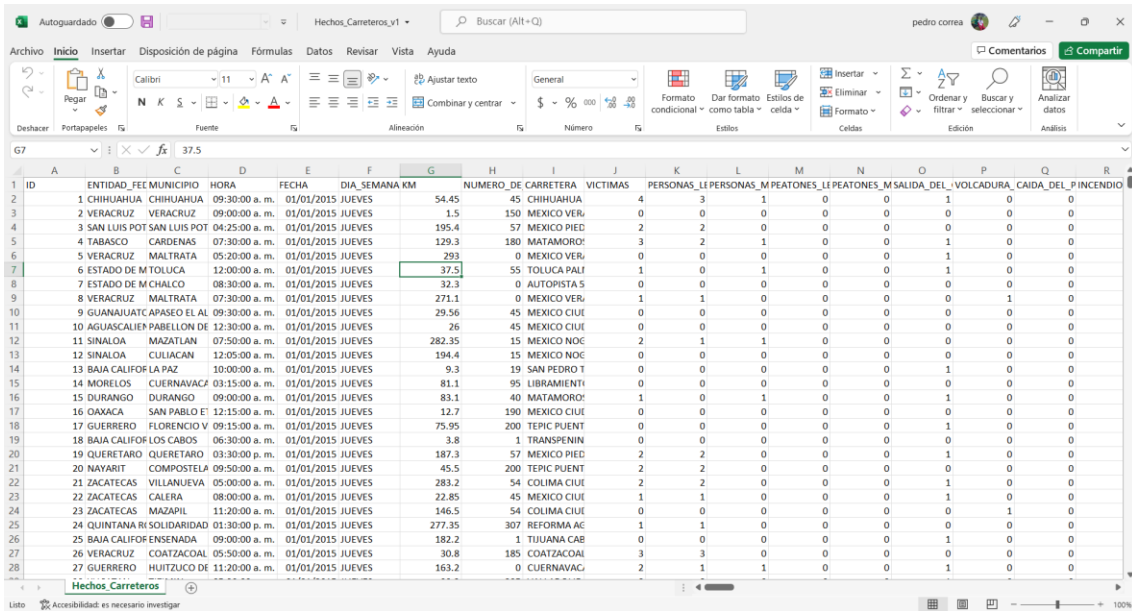 Autoguardado Hechos_Carreteros_v1 Buscar (Alt+Q) pedro correa
Archivo Inicio Insertar Disposición de página Fórmulas Datos Revisar Vista Ayuda Comentarios Compartir
Pegar
Calibri 11 A A
N K S A
Ajustar texto
Combinar y centrar
General
$ % 000
Formato condicional Dar formato como tabla Estilos de celda
Insertar
Eliminar
Formato
Ordenar y filtrar Buscar y seleccionar Analizar datos
Deshacer Portapapeles Fuente Alineación Número Estilos Celdas Edición Análisis
G7 fx 37.5
A B C D E F G H I J K L M N O P Q R
1 ID ENTIDAD_FED MUNICIPIO HORA FECHA DIA_SEMANA KM NUMERO_DE CARRETERA VICTIMAS PERSONAS_LE PERSONAS_M PEATONES_LE PEATONES_M SALIDA_DEL_ VOLCADURA_ CAIDA_DEL_P INCENDIO
2 1 CHIHUAHUA CHIHUAHUA 09:30:00 a. m. 01/01/2015 JUEVES 54.45 45 CHIHUAHUA 4 3 1 0 0 1 0 0
3 2 VERACRUZ VERACRUZ 09:00:00 a. m. 01/01/2015 JUEVES 1.5 150 MEXICO VER 0 0 0 0 0 0 0 0
4 3 SAN LUIS POT SAN LUIS POT 04:25:00 a. m. 01/01/2015 JUEVES 195.4 57 MEXICO PIED 2 2 0 0 0 1 0 0
5 4 TABASCO CARDENAS 07:30:00 a. m. 01/01/2015 JUEVES 129.3 180 MATAMOROS 3 2 1 0 0 1 0 0
6 5 VERACRUZ MALTRATA 05:20:00 a. m. 01/01/2015 JUEVES 293 0 MEXICO VER 0 0 0 0 0 1 0 0
7 6 ESTADO DE M TOLUCA 12:00:00 a. m. 01/01/2015 JUEVES 37.5 55 TOLUCA PAL 1 0 1 0 0 1 0 0
8 7 ESTADO DE M CHALCO 08:30:00 a. m. 01/01/2015 JUEVES 32.3 0 AUTOPISTA 0 0 0 0 0 0 0 0
9 8 VERACRUZ MALTRATA 07:30:00 a. m. 01/01/2015 JUEVES 271.1 0 MEXICO VER 1 1 0 0 0 0 1 0
10 9 GUANAJUATO APASEO EL AL 09:30:00 a. m. 01/01/2015 JUEVES 29.56 45 MEXICO CIUD 0 0 0 0 0 1 0 0
11 10 AGUASCALIEN PABELLON DE 12:30:00 a. m. 01/01/2015 JUEVES 26 45 MEXICO CIUD 0 0 0 0 0 1 0 0
12 11 SINALOA MAZATLAN 07:50:00 a. m. 01/01/2015 JUEVES 282.35 15 MEXICO NOG 2 1 1 0 0 1 0 0
13 12 SINALOA CULIACAN 12:05:00 a. m. 01/01/2015 JUEVES 194.4 15 MEXICO NOG 0 0 0 0 0 0 0 0
14 13 BAJA CALIFOR LA PAZ 10:00:00 a. m. 01/01/2015 JUEVES 9.3 19 SAN PEDRO T 0 0 0 0 0 1 0 0
15 14 MORELOS CUERNAVACA 03:15:00 a. m. 01/01/2015 JUEVES 81.1 95 LIBRAMIENTO 0 0 0 0 0 0 0 0
16 15 DURANGO DURANGO 09:00:00 a. m. 01/01/2015 JUEVES 83.1 40 MATAMOROS 1 0 1 0 0 1 0 0
17 16 OAXACA SAN PABLO ET 12:15:00 a. m. 01/01/2015 JUEVES 12.7 190 MEXICO CIUD 0 0 0 0 0 0 0 0
18 17 GUERRERO FLORENCIO V 09:15:00 a. m. 01/01/2015 JUEVES 75.95 200 TEPIC PUENT 0 0 0 0 0 1 0 0
19 18 BAJA CALIFOR LOS CABOS 06:30:00 a. m. 01/01/2015 JUEVES 3.8 1 TRANSPENIN 0 0 0 0 0 0 0 0
20 19 QUERETARO QUERETARO 03:30:00 p. m. 01/01/2015 JUEVES 187.3 57 MEXICO PIED 2 2 0 0 0 1 0 0
21 20 NAYARIT COMPOSTELA 09:50:00 a. m. 01/01/2015 JUEVES 45.5 200 TEPIC PUENT 2 2 0 0 0 0 0 0
22 21 ZACATECAS VILLANUEVA 05:00:00 a. m. 01/01/2015 JUEVES 283.2 54 COLIMA CIUD 2 2 0 0 0 1 0 0
23 22 ZACATECAS CALERA 08:00:00 a. m. 01/01/2015 JUEVES 22.85 45 MEXICO CIUD 1 1 0 0 0 1 0 0
24 23 ZACATECAS MAZAPIL 11:20:00 a. m. 01/01/2015 JUEVES 146.5 54 COLIMA CIUD 0 0 0 0 0 0 1 0
25 24 QUINTANA RO SOLIDARIDAD 01:30:00 p. m. 01/01/2015 JUEVES 277.35 307 REFORMA AG 1 1 0 0 0 0 0 0
26 25 BAJA CALIFOR ENSENADA 09:00:00 a. m. 01/01/2015 JUEVES 182.2 1 TIJUANA CAB 0 0 0 0 0 1 0 0
27 26 VERACRUZ COATZACOAL 05:50:00 a. m. 01/01/2015 JUEVES 30.8 185 COATZACOAL 3 3 0 0 0 0 0 0
28 27 GUERRERO HUITZUCO DE 11:20:00 a. m. 01/01/2015 JUEVES 163.2 0 CUERNAVAC 2 1 1 0 0 1 0 0
Hechos_Carreteros
Listo Accesibilidad: es necesario investigar 100%